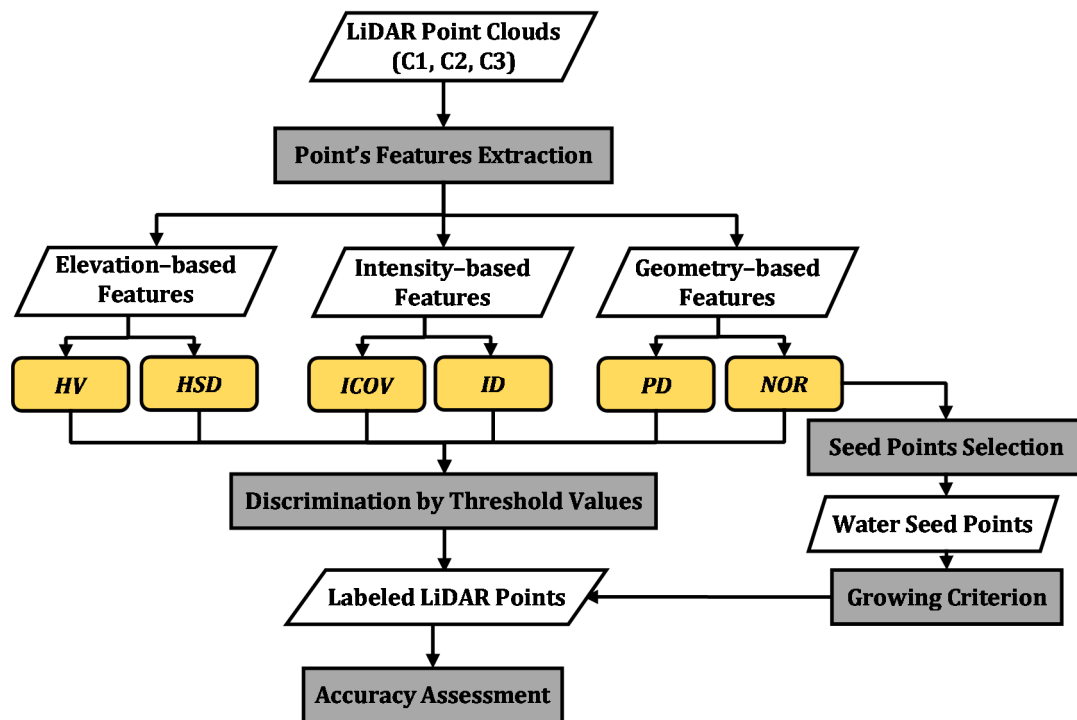 LiDAR Point Clouds
(C1, C2, C3)
Point's Features Extraction
Elevation–based
Features
Intensity–based
Features
Geometry–based
Features
HV
HSD
ICOV
ID
PD
NOR
Seed Points Selection
Discrimination by Threshold Values
Water Seed Points
Labeled LiDAR Points
Growing Criterion
Accuracy Assessment